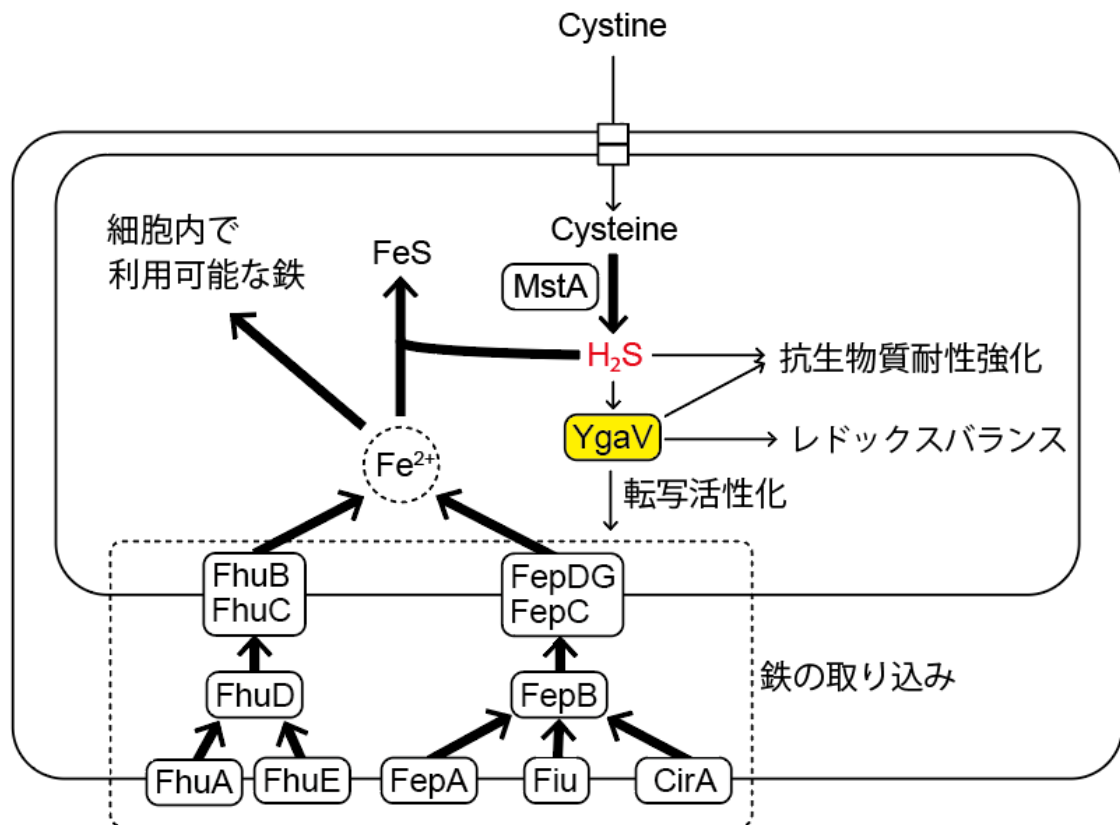 Cystine
Cysteine
細胞内で
利用可能な鉄
FeS
MstA
H₂S
抗生物質耐性強化
YgaV
レドックスバランス
Fe²⁺
転写活性化
FhuB
FhuC
FepDG
FepC
鉄の取り込み
FhuD
FepB
FhuA
FhuE
FepA
Fiu
CirA